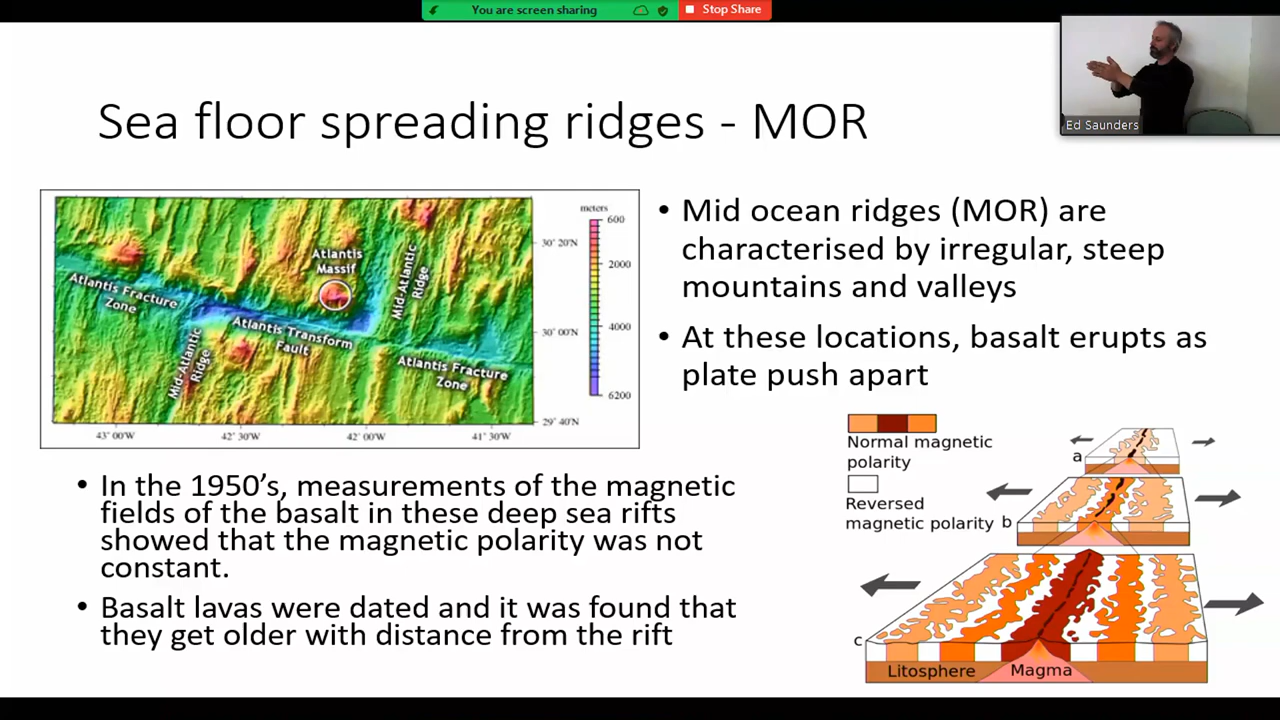 You are screen sharing
Stop Share
Ed Saunders
Sea floor spreading ridges - MOR
Atlantis
Massif
Mid-Atlantic
Ridge
Atlantis Fracture
Zone
Atlantis Transform
Fault
Mid-Atlantic
Ridge
Atlantis Fracture
Zone
meters
600
2000
4000
6200
30° 20'N
30° 00'N
29° 40'N
43° 00'W
42° 30'W
42° 00'W
41° 30'W
• Mid ocean ridges (MOR) are
characterised by irregular, steep
mountains and valleys
• At these locations, basalt erupts as
plate push apart
• In the 1950's, measurements of the magnetic
fields of the basalt in these deep sea rifts
showed that the magnetic polarity was not
constant.
• Basalt lavas were dated and it was found that
they get older with distance from the rift
Normal magnetic
polarity
Reversed
magnetic polarity
a
b
c
Litosphere
Magma